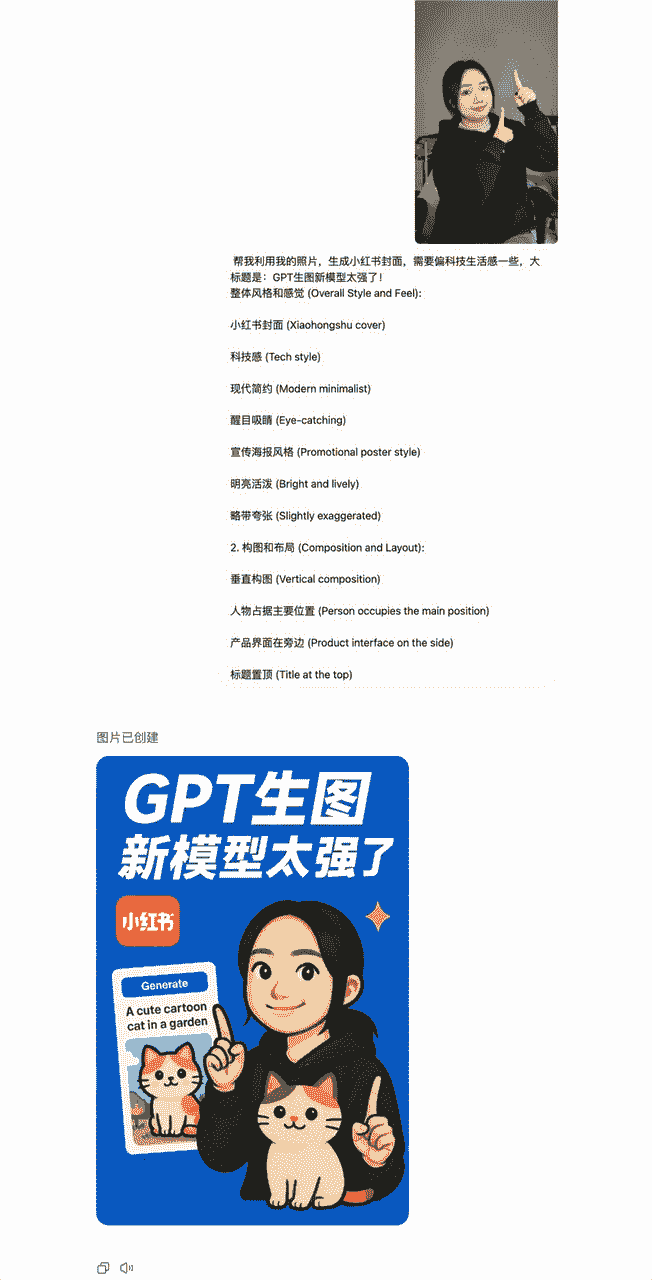 帮我利用我的照片，生成小红书封面，需要偏科技生活感一些，大
标题是：GPT生图新模型太强了！
整体风格和感觉 (Overall Style and Feel):
小红书封面 (Xiaohongshu cover)
科技感 (Tech style)
现代简约 (Modern minimalist)
醒目吸睛 (Eye-catching)
宣传海报风格 (Promotional poster style)
明亮活泼 (Bright and lively)
略带夸张 (Slightly exaggerated)
2. 构图和布局 (Composition and Layout):
垂直构图 (Vertical composition)
人物占据主要位置 (Person occupies the main position)
产品界面在旁边 (Product interface on the side)
标题置顶 (Title at the top)
图片已创建
GPT生图
新模型太强了
小红书
Generate
A cute cartoon
cat in a garden